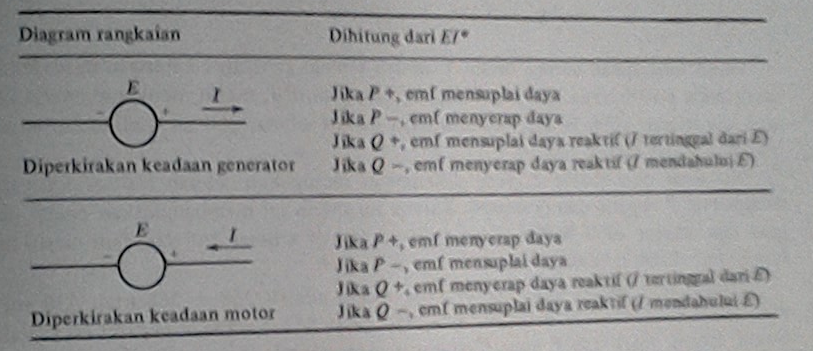 Diagram rangkaian
Dihitung dari EI*
E
I
- +
Jika P +, emf mensuplai daya
Jika P −, emf menyerap daya
Jika Q +, emf mensuplai daya reaktif (I tertinggal dari E)
Jika Q −, emf menyerap daya reaktif (I mendahului E)
Diperkirakan keadaan generator
E
I
- +
Jika P +, emf menyerap daya
Jika P −, emf mensuplai daya
Jika Q +, emf menyerap daya reaktif (I tertinggal dari E)
Jika Q −, emf mensuplai daya reaktif (I mendahului E)
Diperkirakan keadaan motor